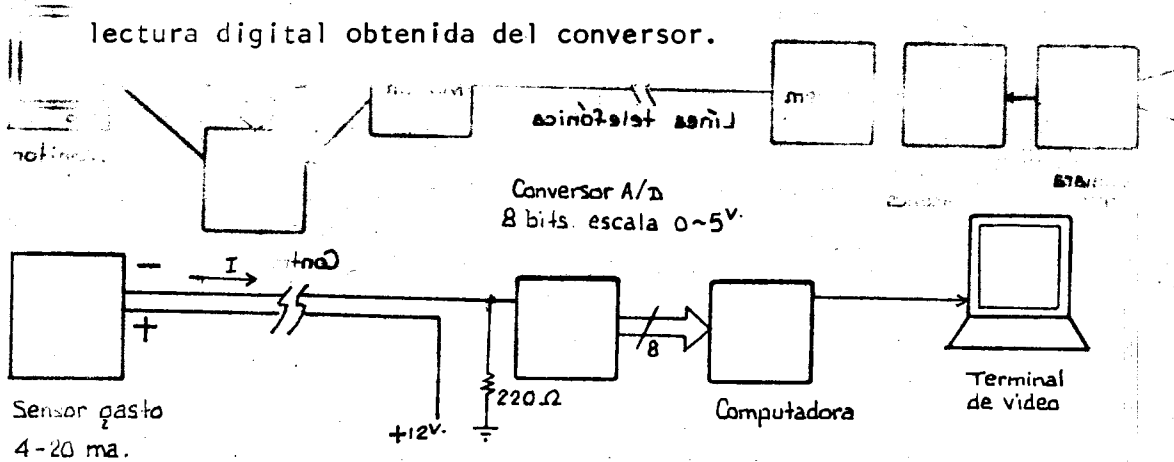 lectura digital obtenida del conversor.
Línea telefónica
Conversor A/D
8 bits. escala 0~5V.
-
I
+
8
220Ω
+12V.
Sensor gasto
4-20 ma.
Computadora
Terminal
de video